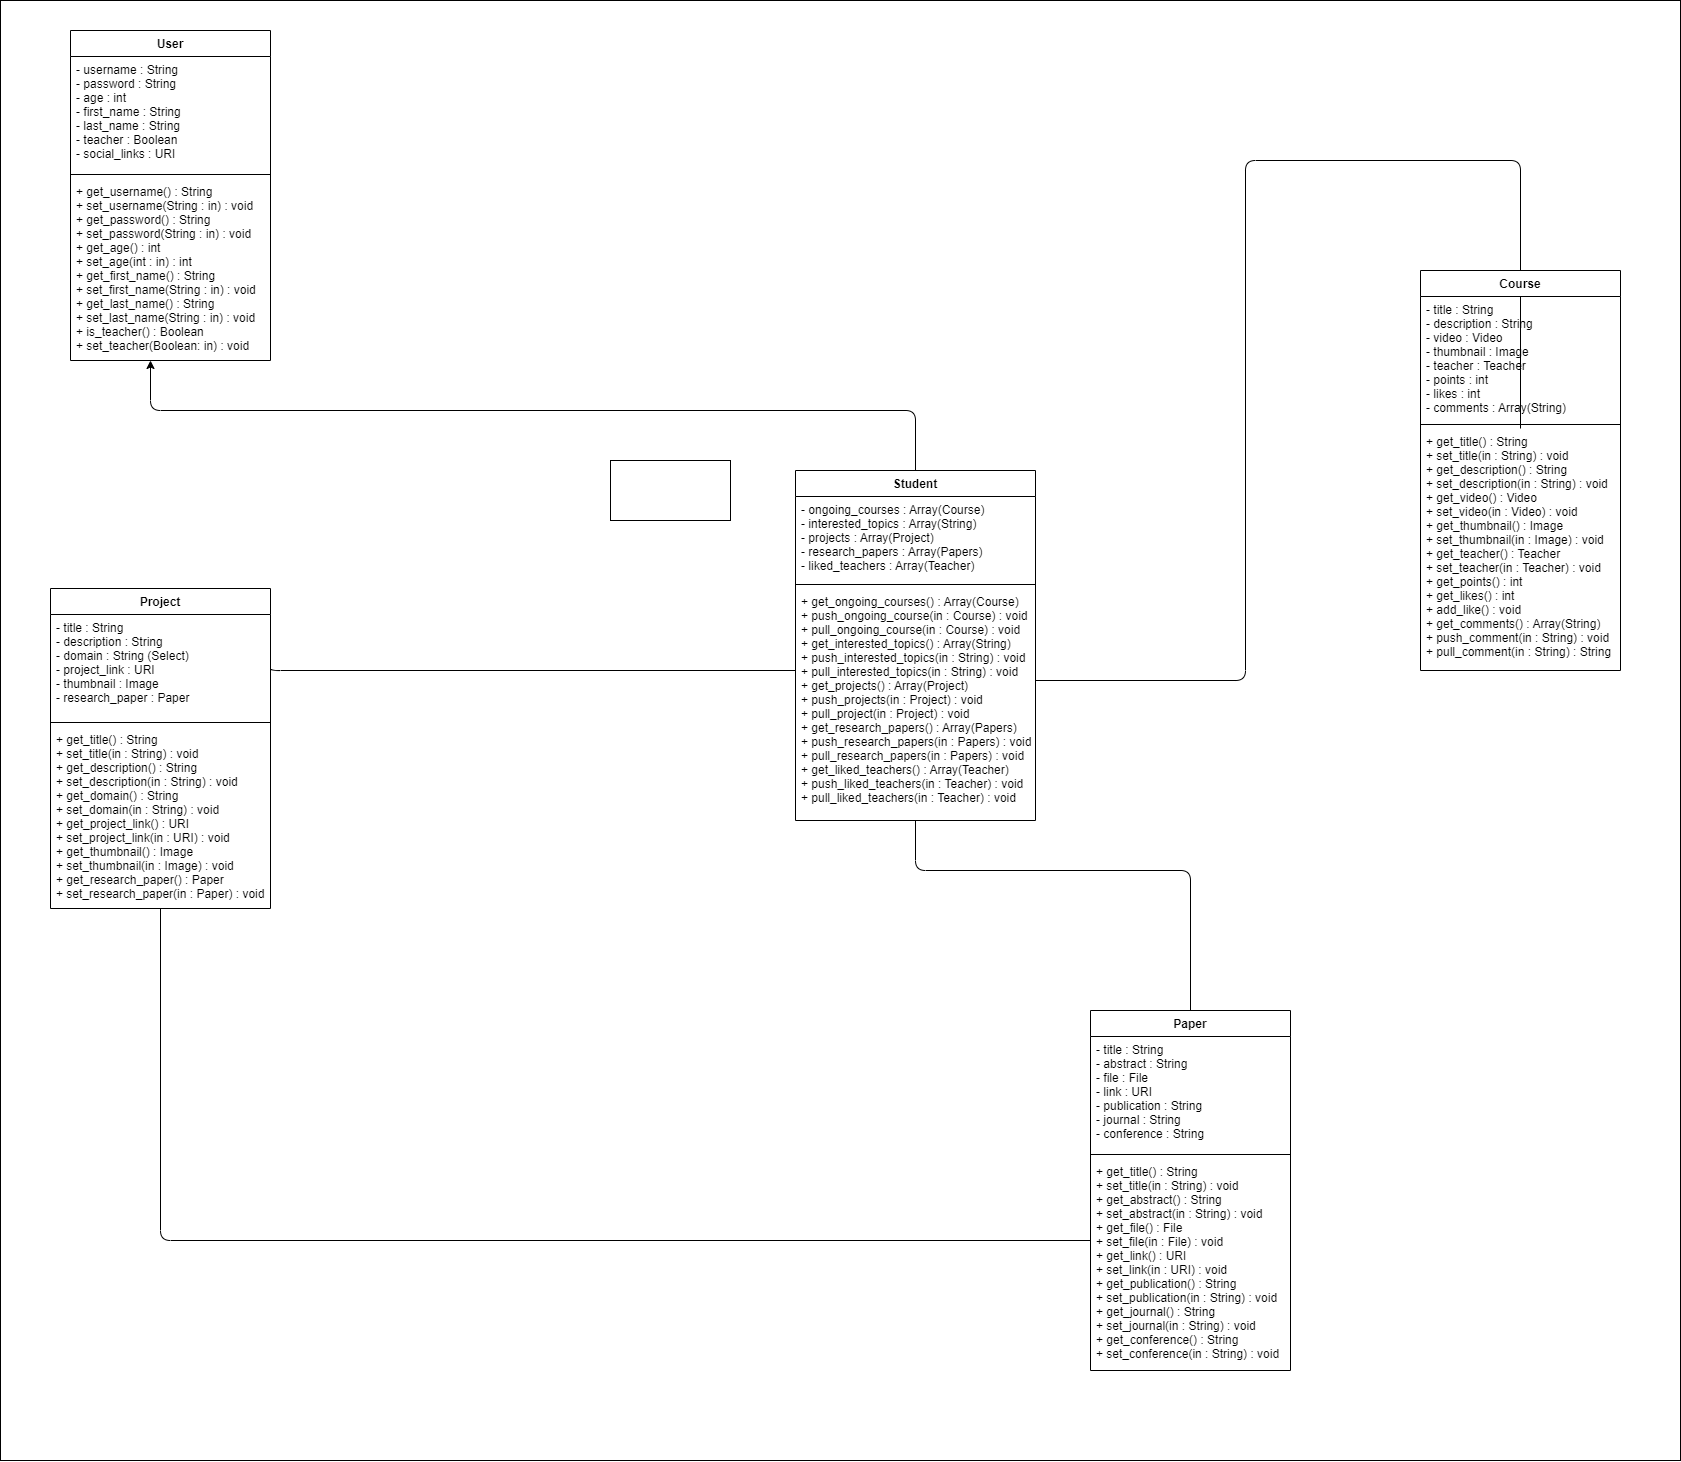 User
- username : String
- password : String
- age : int
- first_name : String
- last_name : String
- teacher : Boolean
- social_links : URI
+ get_username() : String
+ set_username(String : in) : void
+ get_password() : String
+ set_password(String : in) : void
+ get_age() : int
+ set_age(int : in) : int
+ get_first_name() : String
+ set_first_name(String : in) : void
+ get_last_name() : String
+ set_last_name(String : in) : void
+ is_teacher() : Boolean
+ set_teacher(Boolean: in) : void
Course
- title : String
- description : String
- video : Video
- thumbnail : Image
- teacher : Teacher
- points : int
- likes : int
- comments : Array(String)
+ get_title() : String
+ set_title(in : String) : void
+ get_description() : String
+ set_description(in : String) : void
+ get_video() : Video
+ set_video(in : Video) : void
+ get_thumbnail() : Image
+ set_thumbnail(in : Image) : void
+ get_teacher() : Teacher
+ set_teacher(in : Teacher) : void
+ get_points() : int
+ get_likes() : int
+ add_like() : void
+ get_comments() : Array(String)
+ push_comment(in : String) : void
+ pull_comment(in : String) : String
Student
- ongoing_courses : Array(Course)
- interested_topics : Array(String)
- projects : Array(Project)
- research_papers : Array(Papers)
- liked_teachers : Array(Teacher)
+ get_ongoing_courses() : Array(Course)
+ push_ongoing_course(in : Course) : void
+ pull_ongoing_course(in : Course) : void
+ get_interested_topics() : Array(String)
+ push_interested_topics(in : String) : void
+ pull_interested_topics(in : String) : void
+ get_projects() : Array(Project)
+ push_projects(in : Project) : void
+ pull_project(in : Project) : void
+ get_research_papers() : Array(Papers)
+ push_research_papers(in : Papers) : void
+ pull_research_papers(in : Papers) : void
+ get_liked_teachers() : Array(Teacher)
+ push_liked_teachers(in : Teacher) : void
+ pull_liked_teachers(in : Teacher) : void
Project
- title : String
- description : String
- domain : String (Select)
- project_link : URI
- thumbnail : Image
- research_paper : Paper
+ get_title() : String
+ set_title(in : String) : void
+ get_description() : String
+ set_description(in : String) : void
+ get_domain() : String
+ set_domain(in : String) : void
+ get_project_link() : URI
+ set_project_link(in : URI) : void
+ get_thumbnail() : Image
+ set_thumbnail(in : Image) : void
+ get_research_paper() : Paper
+ set_research_paper(in : Paper) : void
Paper
- title : String
- abstract : String
- file : File
- link : URI
- publication : String
- journal : String
- conference : String
+ get_title() : String
+ set_title(in : String) : void
+ get_abstract() : String
+ set_abstract(in : String) : void
+ get_file() : File
+ set_file(in : File) : void
+ get_link() : URI
+ set_link(in : URI) : void
+ get_publication() : String
+ set_publication(in : String) : void
+ get_journal() : String
+ set_journal(in : String) : void
+ get_conference() : String
+ set_conference(in : String) : void